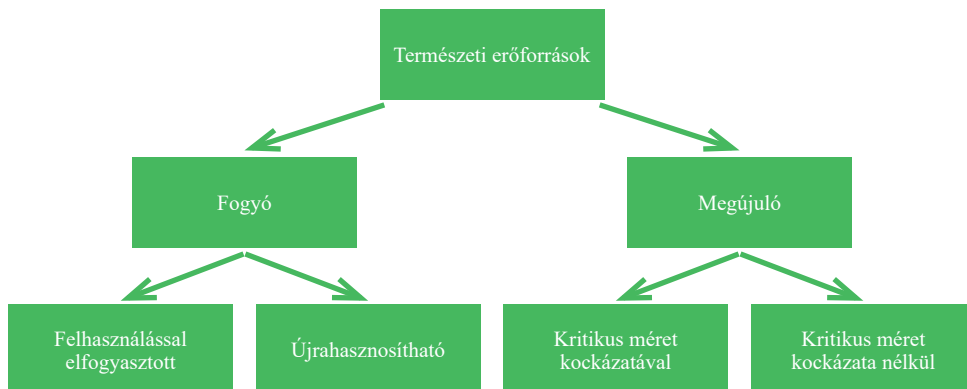 Természeti erőforrások
Fogyó
Megújuló
Felhasználással
elfogyasztott
Újrahasznosítható
Kritikus méret
kockázatával
Kritikus méret
kockázata nélkül